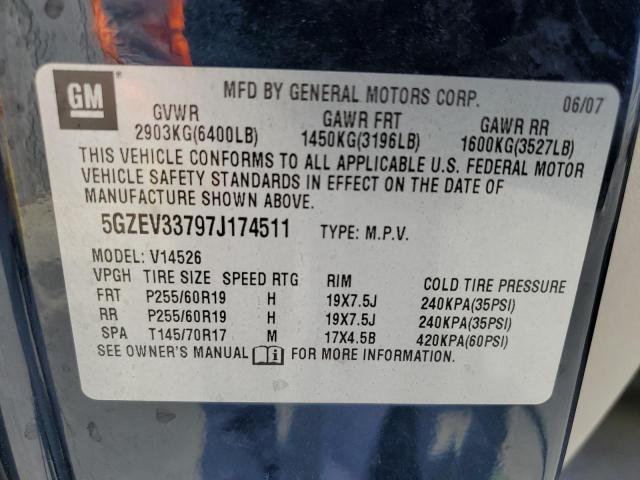 GM
MFD BY GENERAL MOTORS CORP. 06/07
GVWR GAWR FRT GAWR RR
2903KG(6400LB) 1450KG(3196LB) 1600KG(3527LB)
THIS VEHICLE CONFORMS TO ALL APPLICABLE U.S. FEDERAL MOTOR
VEHICLE SAFETY STANDARDS IN EFFECT ON THE DATE OF
MANUFACTURE SHOWN ABOVE.
5GZEV33797J174511 TYPE: M.P.V.
MODEL: V14526
VPGH TIRE SIZE SPEED RTG RIM COLD TIRE PRESSURE
FRT P255/60R19 H 19X7.5J 240KPA(35PSI)
RR P255/60R19 H 19X7.5J 240KPA(35PSI)
SPA T145/70R17 M 17X4.5B 420KPA(60PSI)
SEE OWNER'S MANUAL FOR MORE INFORMATION.